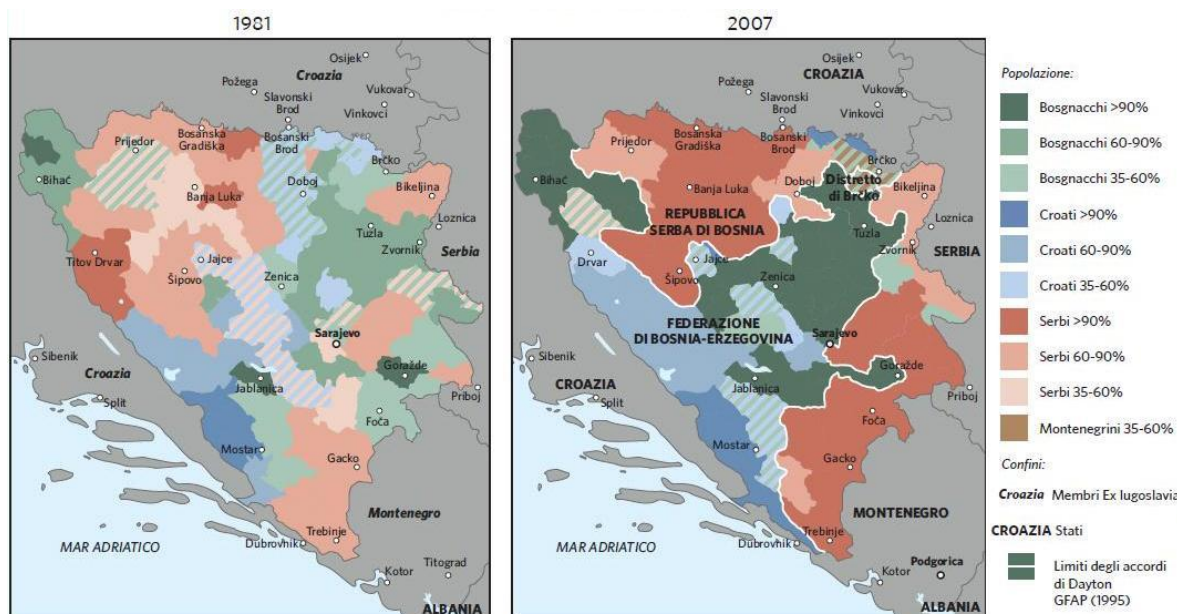 1981
Osijek
Croazia
Požega
Vukovar
Slavonski
Brod
Vinkovci
Prijedor
Bosanska
Gradiška
Bosanski
Brod
Brčko
Bihać
Banja Luka
Doboj
Bikeljina
Loznica
Tuzla
Zvornik
Serbia
Titov Drvar
Šipovo
Jajce
Zenica
Sarajevo
Sibenik
Croazia
Split
Jablanica
Goražde
Priboj
Foča
Mostar
Gacko
Montenegro
Trebinje
MAR ADRIATICO
Dubrovnik
Titograd
Kotor
ALBANIA
2007
Osijek
CROAZIA
Požega
Vukovar
Slavonski
Brod
Vinkovci
Prijedor
Bosanska
Gradiška
Bosanski
Brod
Brčko
Bihać
Banja Luka
Doboj
Distretto
di Brčko
Bikeljina
Loznica
REPUBBLICA
SERBA DI BOSNIA
Tuzla
Zvornik
SERBIA
Drvar
Šipovo
Jajce
Zenica
FEDERAZIONE
DI BOSNIA-ERZEGOVINA
Sarajevo
Sibenik
CROAZIA
Split
Jablanica
Goražde
Priboj
Foča
Mostar
Gacko
MONTENEGRO
Trebinje
MAR ADRIATICO
Dubrovnik
Podgorica
Kotor
ALBANIA
Popolazione:
Bosgnacchi >90%
Bosgnacchi 60-90%
Bosgnacchi 35-60%
Croati >90%
Croati 60-90%
Croati 35-60%
Serbi >90%
Serbi 60-90%
Serbi 35-60%
Montenegrini 35-60%
Confini:
Croazia Membri Ex Iugoslavia
CROAZIA Stati
Limiti degli accordi
di Dayton
GFAP (1995)